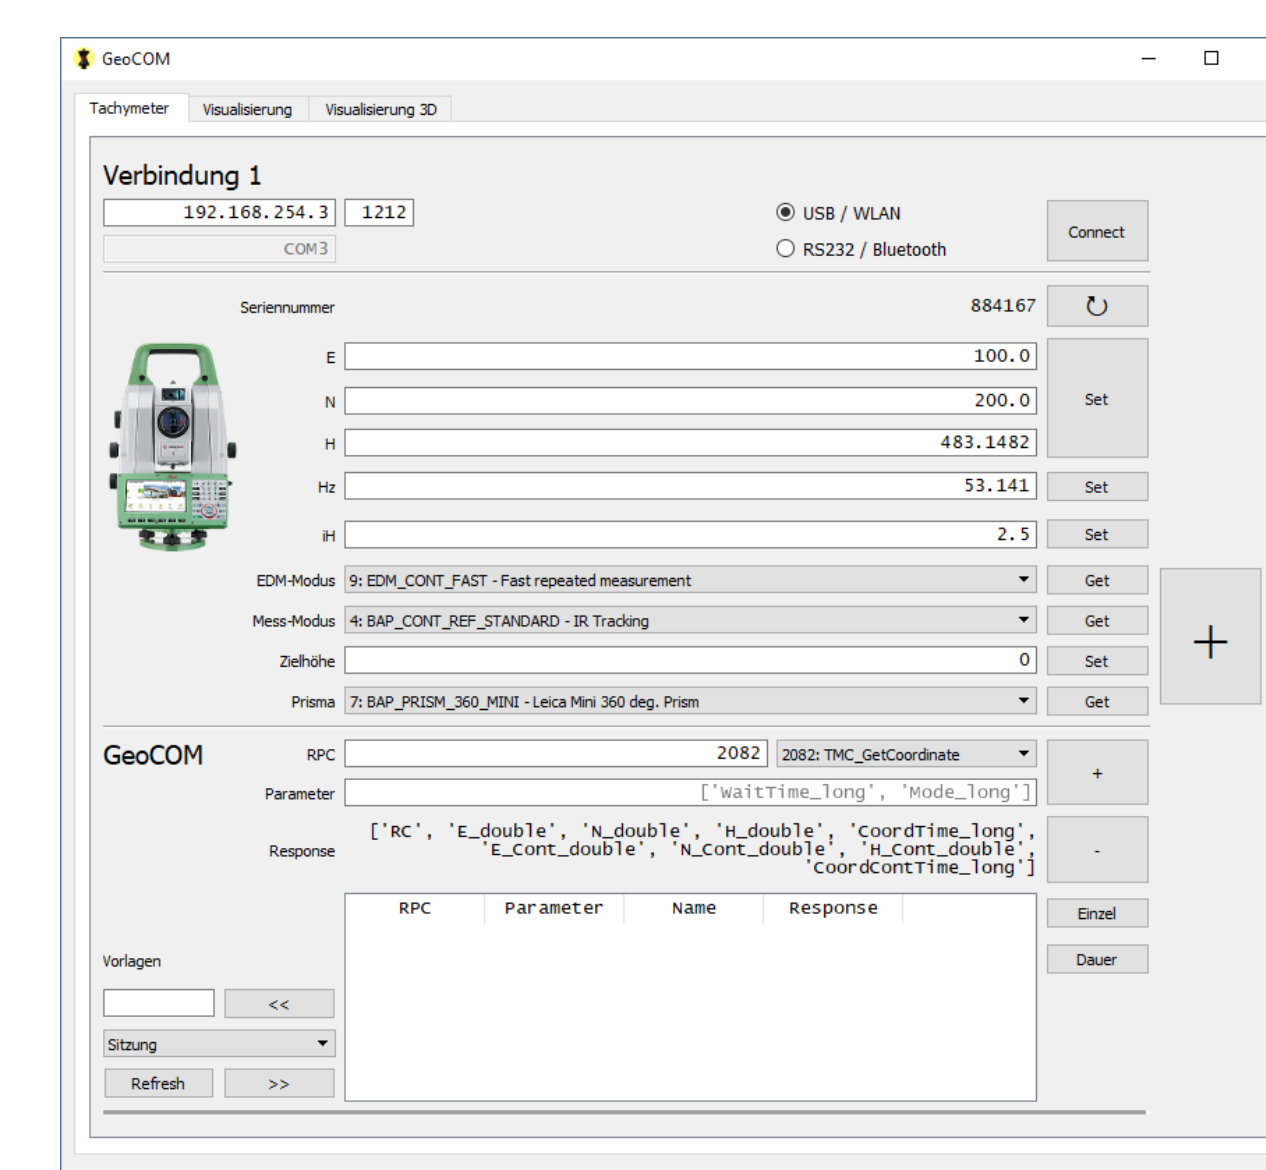 GeoCOM
Tachymeter Visualisierung Visualisierung 3D
Verbindung 1
192.168.254.3 1212 USB / WLAN
Connect
COM3 RS232 / Bluetooth
Seriennummer 884167 ↻
E 100.0
N 200.0 Set
H 483.1482
Hz 53.141 Set
iH 2.5 Set
EDM-Modus 9: EDM_CONT_FAST - Fast repeated measurement Get
Mess-Modus 4: BAP_CONT_REF_STANDARD - IR Tracking Get
+
Zielhöhe 0 Set
Prisma 7: BAP_PRISM_360_MINI - Leica Mini 360 deg. Prism Get
GeoCOM RPC 2082 2082: TMC_GetCoordinate
+
Parameter ['WaitTime_long', 'Mode_long']
['RC', 'E_double', 'N_double', 'H_double', 'CoordTime_long',
Response 'E_Cont_double', 'N_Cont_double', 'H_Cont_double', -
'CoordContTime_long']
RPC Parameter Name Response Einzel
Vorlagen Dauer
<<
Sitzung
Refresh >>